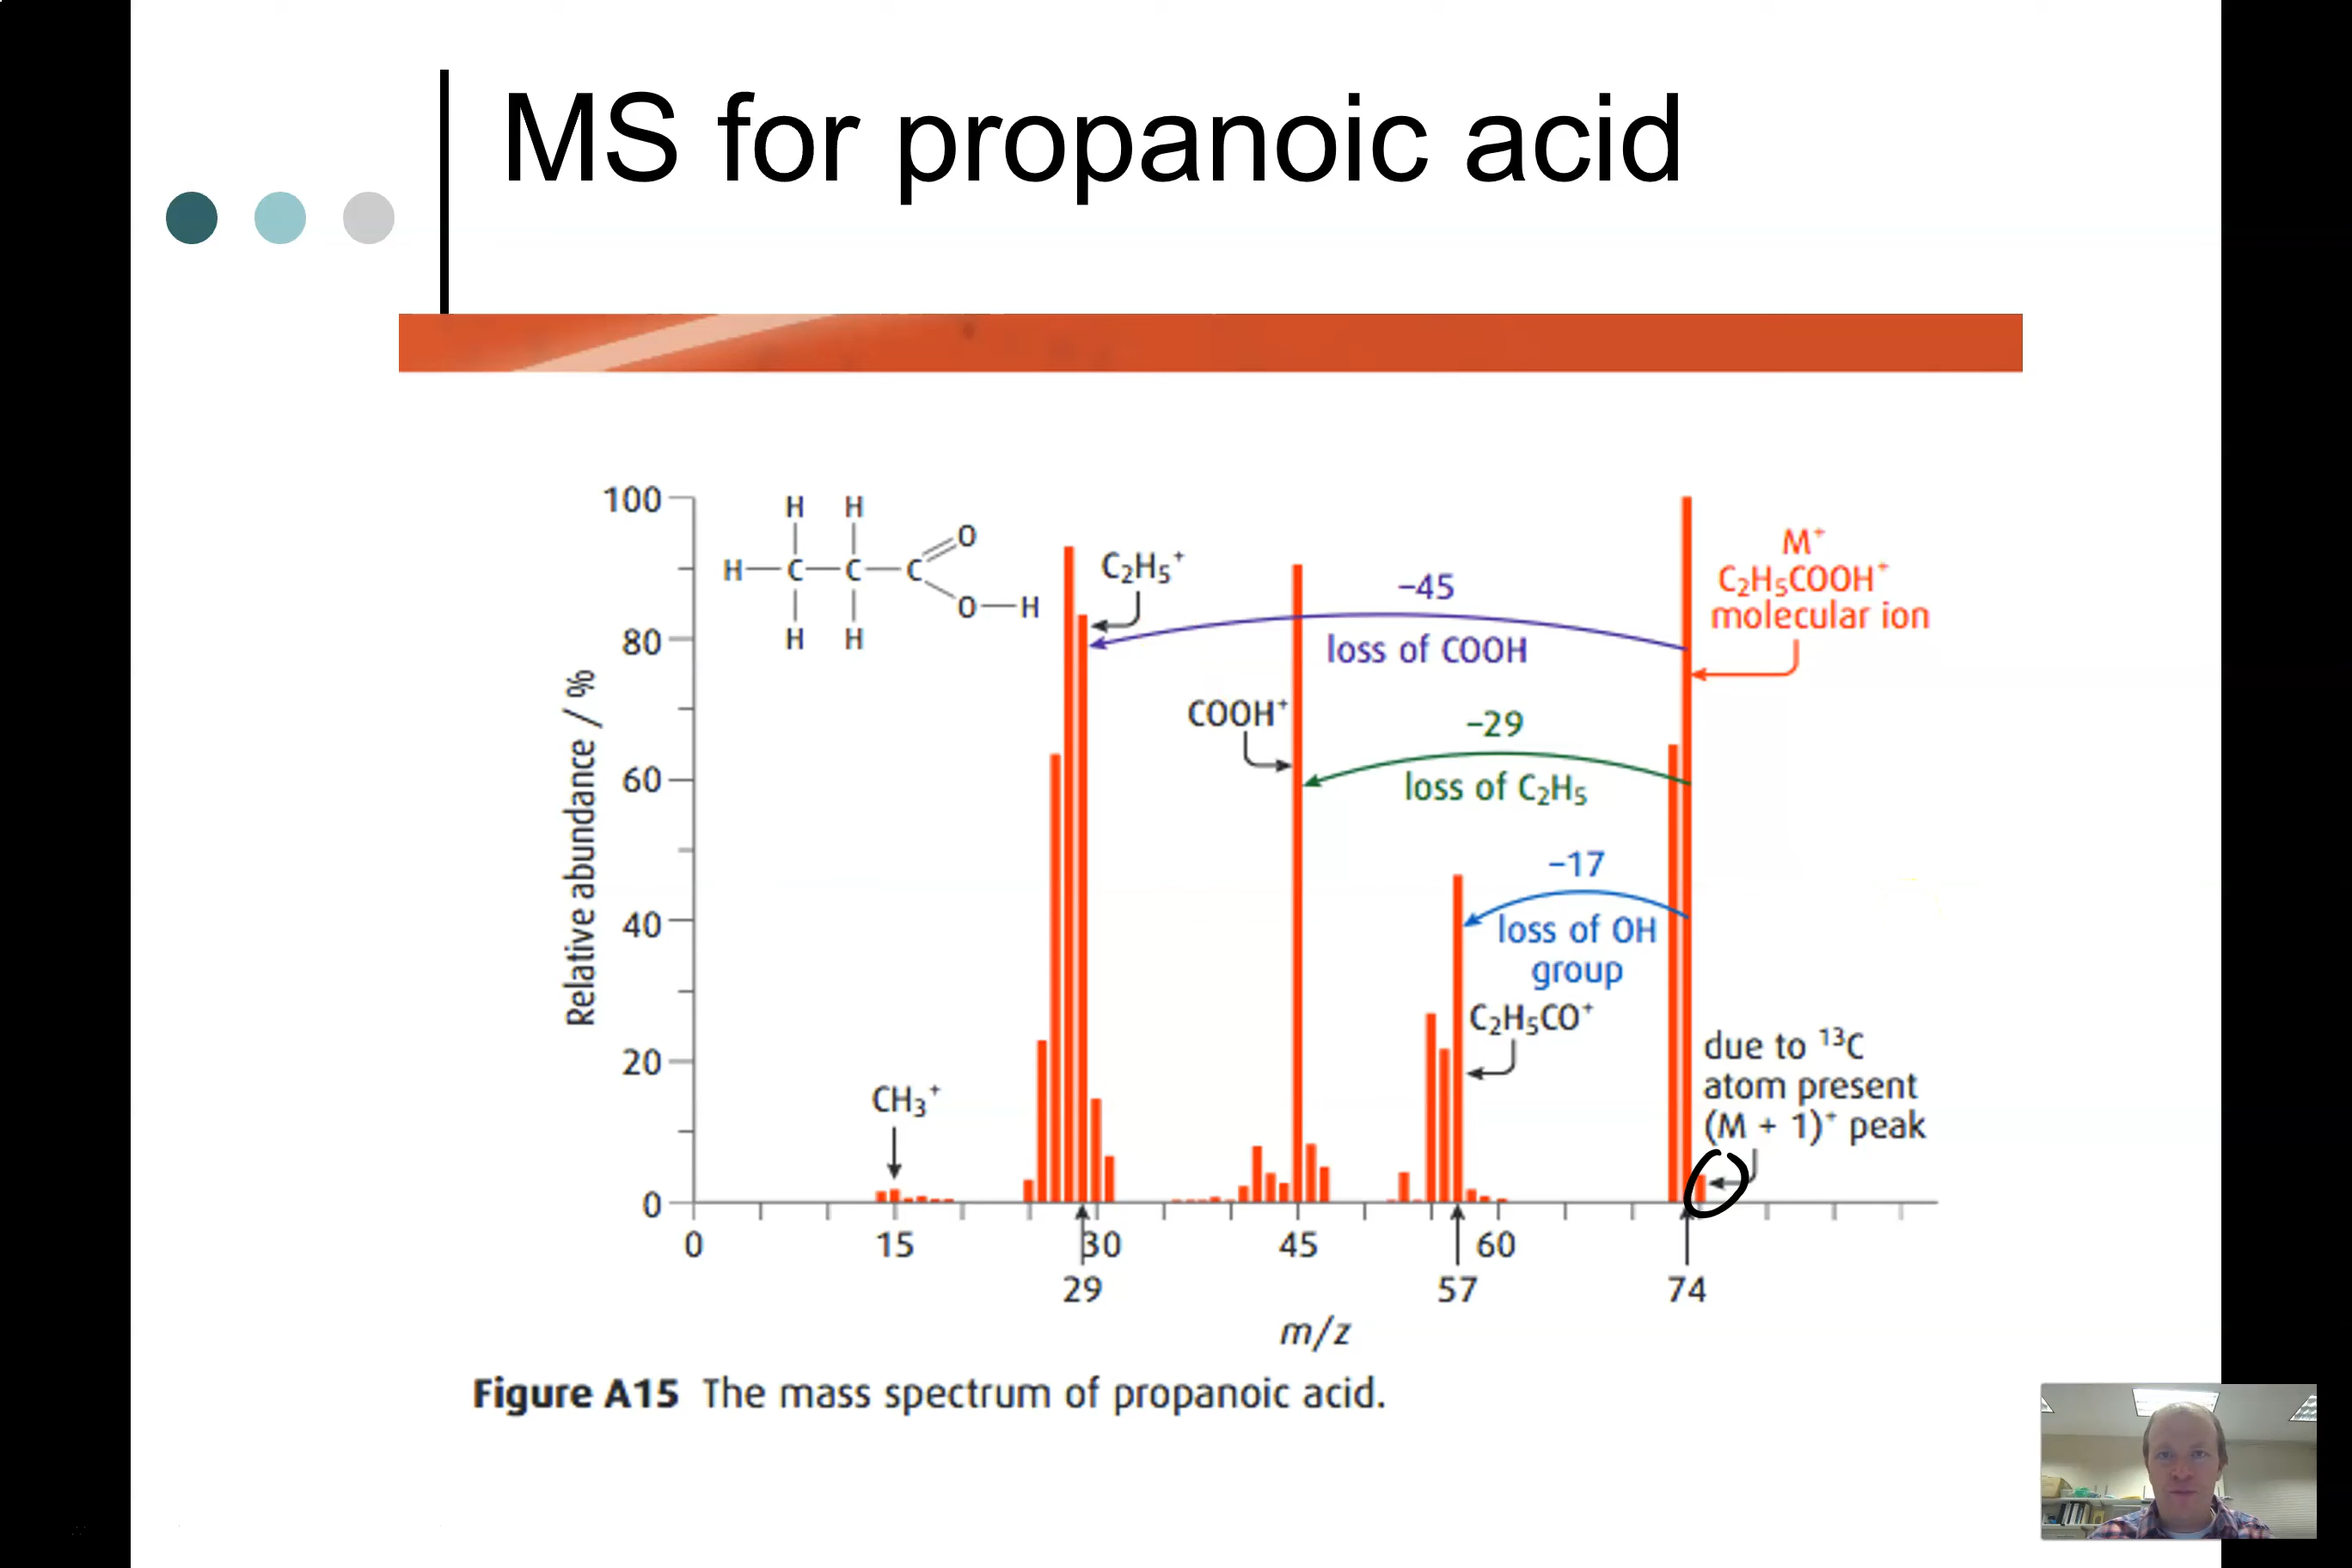 MS for propanoic acid
100
80
60
40
20
0
Relative abundance / %
H H
H C C C O
O H
H H
C₂H₅⁺
−45
loss of COOH
M⁺
C₂H₅COOH⁺
molecular ion
COOH⁺
−29
loss of C₂H₅
−17
loss of OH
group
C₂H₅CO⁺
CH₃⁺
due to ¹³C
atom present
(M + 1)⁺ peak
0 15 30 45 60
29 57 74
m/z
Figure A15 The mass spectrum of propanoic acid.